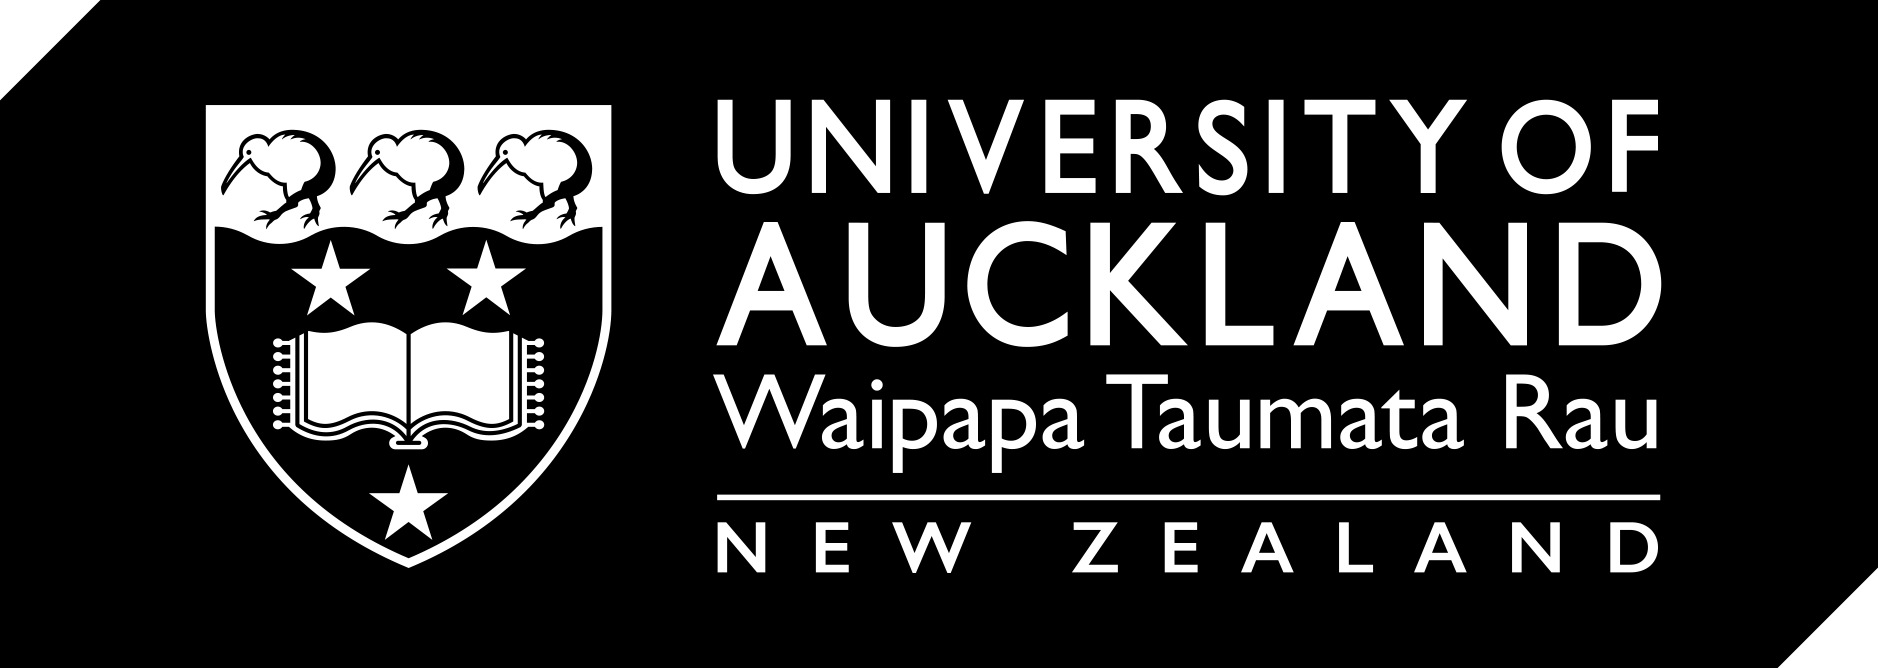 UNIVERSITY OF
AUCKLAND
Waipapa Taumata Rau
NEW ZEALAND